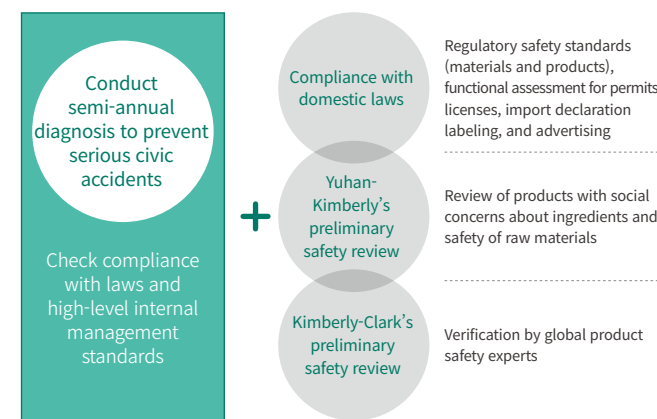 Conduct
semi-annual
diagnosis to prevent
serious civic
accidents
Check compliance
with laws and
high-level internal
management
standards
+
Compliance with
domestic laws
Regulatory safety standards
(materials and products),
functional assessment for permits
licenses, import declaration
labeling, and advertising
Yuhan-
Kimberly’s
preliminary
safety review
Review of products with social
concerns about ingredients and
safety of raw materials
Kimberly-Clark’s
preliminary
safety review
Verification by global product
safety experts